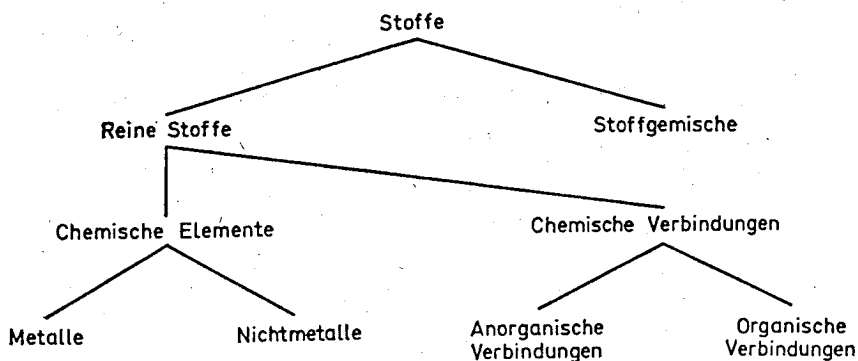 Stoffe
Reine Stoffe
Stoffgemische
Chemische Elemente
Chemische Verbindungen
Metalle
Nichtmetalle
Anorganische
Verbindungen
Organische
Verbindungen